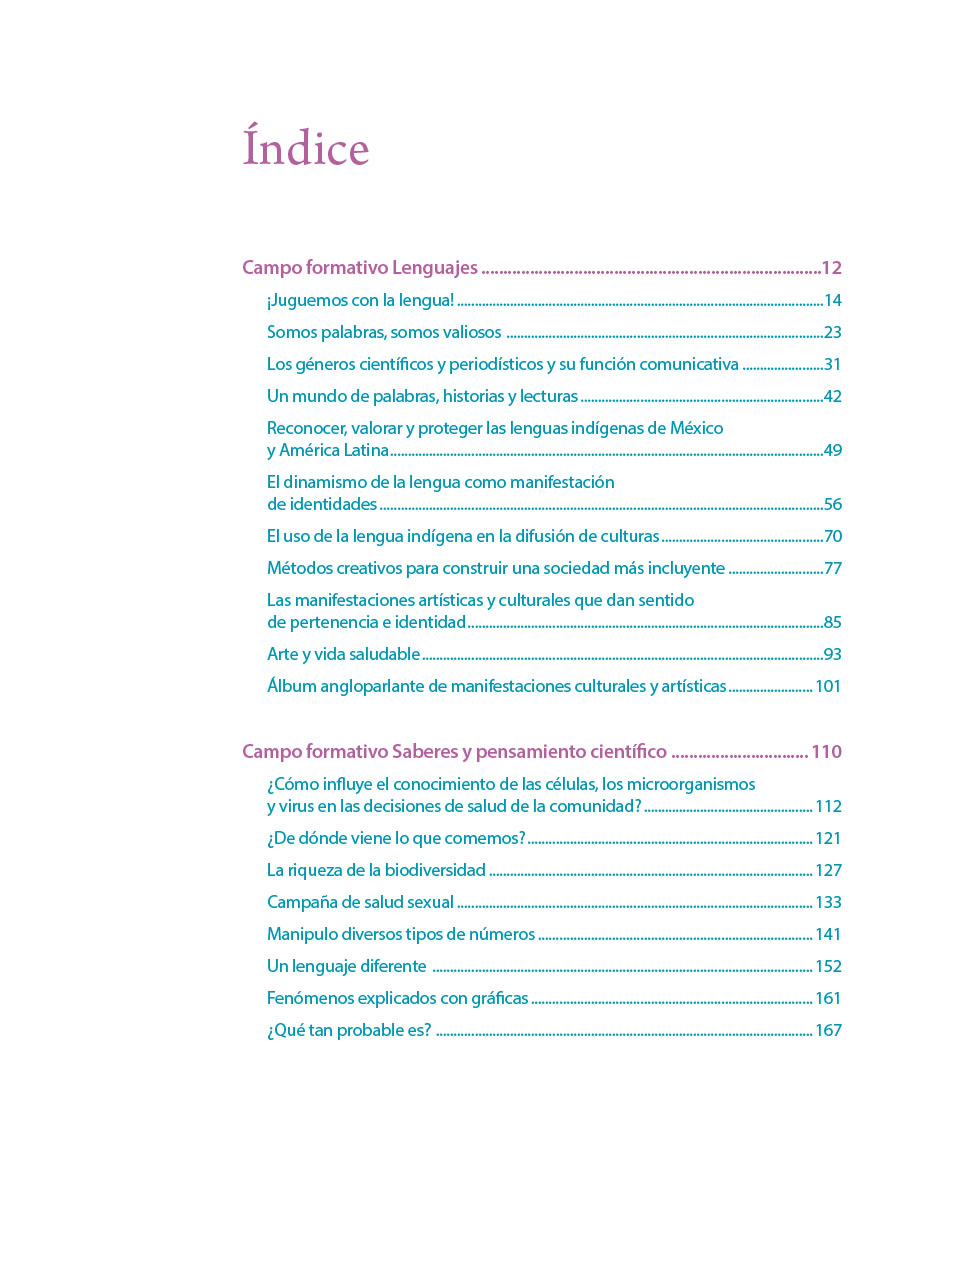 Índice
Campo formativo Lenguajes ............................................................................12
¡Juguemos con la lengua! ........................................................................................................14
Somos palabras, somos valiosos ..........................................................................................23
Los géneros científicos y periodísticos y su función comunicativa .......................31
Un mundo de palabras, historias y lecturas.....................................................................42
Reconocer, valorar y proteger las lenguas indígenas de México
y América Latina...........................................................................................................................49
El dinamismo de la lengua como manifestación
de identidades ..............................................................................................................................56
El uso de la lengua indígena en la difusión de culturas..............................................70
Métodos creativos para construir una sociedad más incluyente ...........................77
Las manifestaciones artísticas y culturales que dan sentido
de pertenencia e identidad.....................................................................................................85
Arte y vida saludable..................................................................................................................93
Álbum angloparlante de manifestaciones culturales y artísticas........................ 101
Campo formativo Saberes y pensamiento científico ............................... 110
¿Cómo influye el conocimiento de las células, los microorganismos
y virus en las decisiones de salud de la comunidad? ................................................ 112
¿De dónde viene lo que comemos?................................................................................. 121
La riqueza de la biodiversidad ............................................................................................ 127
Campaña de salud sexual ..................................................................................................... 133
Manipulo diversos tipos de números .............................................................................. 141
Un lenguaje diferente ............................................................................................................ 152
Fenómenos explicados con gráficas ................................................................................ 161
¿Qué tan probable es? ........................................................................................................... 167